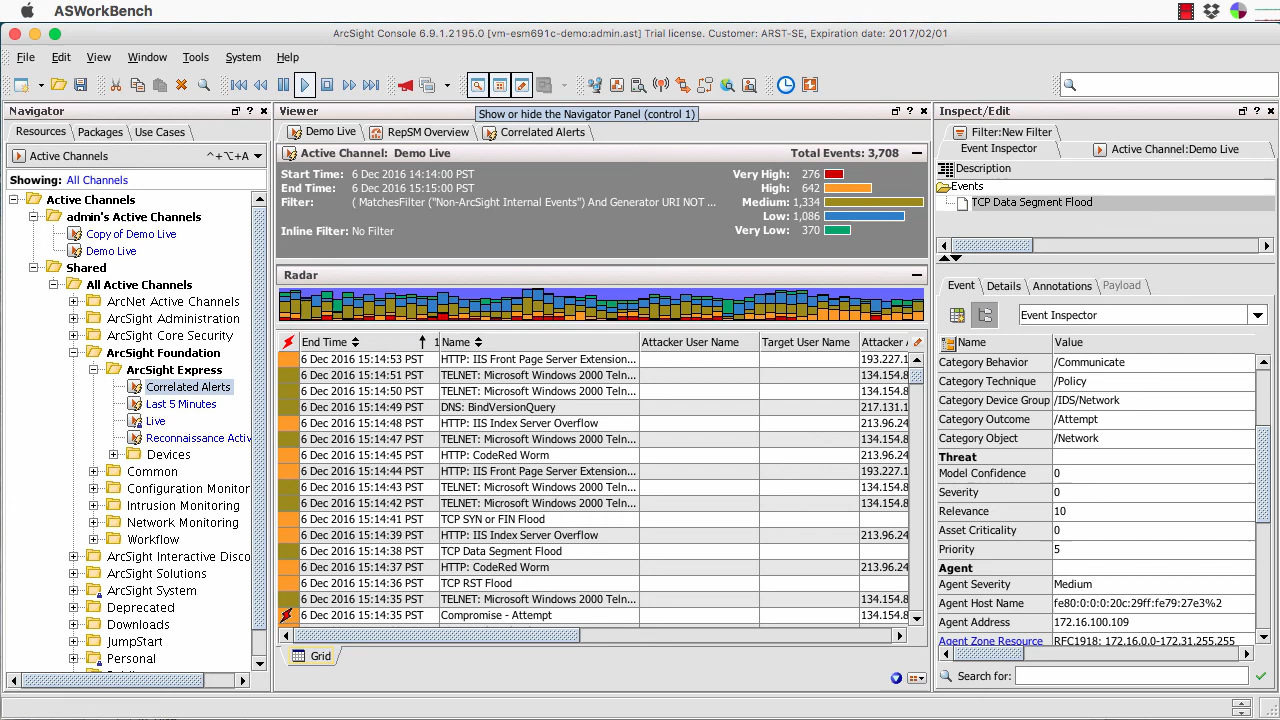 ASWorkBench
ArcSight Console 6.9.1.2195.0 [vm-esm691c-demo:admin.ast] Trial license. Customer: ARST-SE, Expiration date: 2017/02/01
File Edit View Window Tools System Help
Navigator
Resources Packages Use Cases
Active Channels ^+⌥+A
Showing: All Channels
Active Channels
admin's Active Channels
Copy of Demo Live
Demo Live
Shared
All Active Channels
ArcNet Active Channels
ArcSight Administration
ArcSight Core Security
ArcSight Foundation
ArcSight Express
Correlated Alerts
Last 5 Minutes
Live
Reconnaissance Activ
Devices
Common
Configuration Monitor
Intrusion Monitoring
Network Monitoring
Workflow
ArcSight Interactive Disco
ArcSight Solutions
ArcSight System
Deprecated
Downloads
JumpStart
Personal
Viewer
Show or hide the Navigator Panel (control 1)
Demo Live RepSM Overview Correlated Alerts
Active Channel: Demo Live Total Events: 3,708
Start Time: 6 Dec 2016 14:14:00 PST Very High: 276
End Time: 6 Dec 2016 15:15:00 PST High: 642
Filter: ( MatchesFilter ("Non-ArcSight Internal Events") And Generator URI NOT ... Medium: 1,334
Low: 1,086
Inline Filter: No Filter Very Low: 370
Radar
End Time 1 Name Attacker User Name Target User Name Attacker A
6 Dec 2016 15:14:53 PST HTTP: IIS Front Page Server Extension... 193.227.1
6 Dec 2016 15:14:51 PST TELNET: Microsoft Windows 2000 Teln... 134.154.8
6 Dec 2016 15:14:50 PST TELNET: Microsoft Windows 2000 Teln... 134.154.8
6 Dec 2016 15:14:49 PST DNS: BindVersionQuery 217.131.1
6 Dec 2016 15:14:48 PST HTTP: IIS Index Server Overflow 213.96.24
6 Dec 2016 15:14:47 PST TELNET: Microsoft Windows 2000 Teln... 134.154.8
6 Dec 2016 15:14:45 PST HTTP: CodeRed Worm 213.96.24
6 Dec 2016 15:14:44 PST HTTP: IIS Front Page Server Extension... 193.227.1
6 Dec 2016 15:14:43 PST TELNET: Microsoft Windows 2000 Teln... 134.154.8
6 Dec 2016 15:14:42 PST TELNET: Microsoft Windows 2000 Teln... 134.154.8
6 Dec 2016 15:14:41 PST TCP SYN or FIN Flood
6 Dec 2016 15:14:39 PST HTTP: IIS Index Server Overflow 213.96.24
6 Dec 2016 15:14:38 PST TCP Data Segment Flood
6 Dec 2016 15:14:37 PST HTTP: CodeRed Worm 213.96.24
6 Dec 2016 15:14:36 PST TCP RST Flood
6 Dec 2016 15:14:35 PST TELNET: Microsoft Windows 2000 Teln... 134.154.8
6 Dec 2016 15:14:35 PST Compromise - Attempt 134.154.8
Grid
Inspect/Edit
Filter:New Filter
Event Inspector Active Channel:Demo Live
Description
Events
TCP Data Segment Flood
Event Details Annotations Payload
Event Inspector
Name Value
Category Behavior /Communicate
Category Technique /Policy
Category Device Group /IDS/Network
Category Outcome /Attempt
Category Object /Network
Threat
Model Confidence 0
Severity 0
Relevance 10
Asset Criticality 0
Priority 5
Agent
Agent Severity Medium
Agent Host Name fe80:0:0:0:20c:29ff:fe79:27e3%2
Agent Address 172.16.100.109
Agent Zone Resource RFC1918: 172.16.0.0-172.31.255.255
Search for: